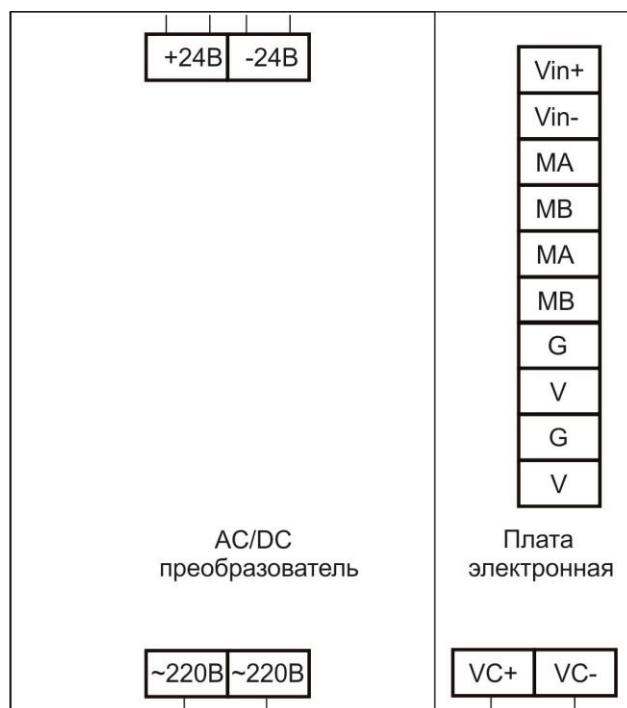 +24В -24В
Vin+
Vin-
MA
MB
MA
MB
G
V
G
V
AC/DC
преобразователь
Плата
электронная
~220В ~220В
VC+ VC-